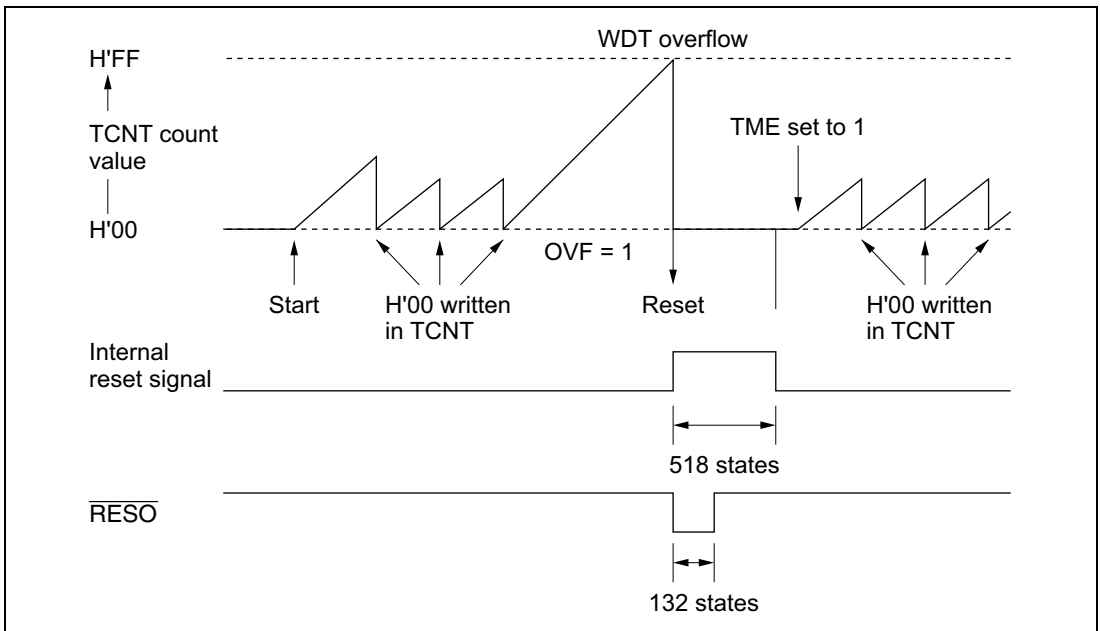 WDT overflow
H'FF
TME set to 1
TCNT count
value
H'00
OVF = 1
Start
H'00 written
in TCNT
Reset
H'00 written
in TCNT
Internal
reset signal
518 states
RESO
132 states